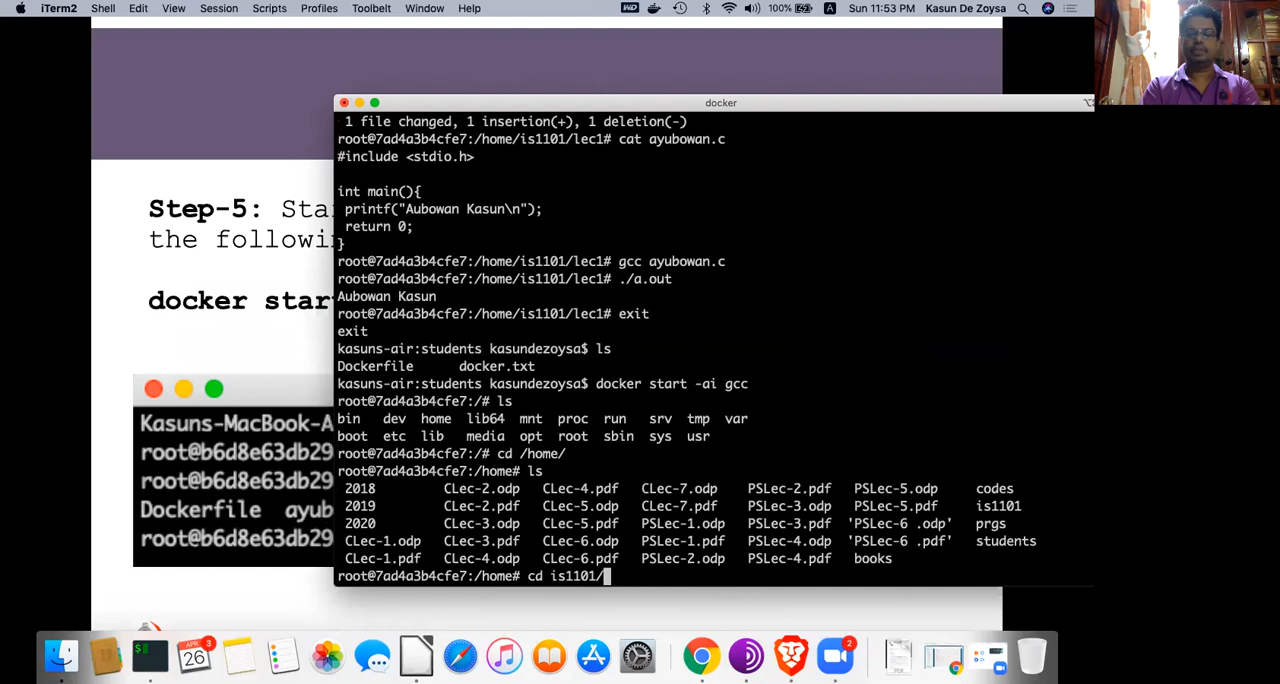 iTerm2 Shell Edit View Session Scripts Profiles Toolbelt Window Help 100% A Sun 11:53 PM Kasun De Zoysa
docker
Step-5: Sta
the followi
docker star
Kasuns-MacBook-A
root@b6d8e63db29
root@b6d8e63db29
Dockerfile ayub
root@b6d8e63db29
1 file changed, 1 insertion(+), 1 deletion(-)
root@7ad4a3b4cfe7:/home/is1101/lec1# cat ayubowan.c
#include <stdio.h>
int main(){
printf("Aubowan Kasun\n");
return 0;
}
root@7ad4a3b4cfe7:/home/is1101/lec1# gcc ayubowan.c
root@7ad4a3b4cfe7:/home/is1101/lec1# ./a.out
Aubowan Kasun
root@7ad4a3b4cfe7:/home/is1101/lec1# exit
exit
kasuns-air:students kasundezoysa$ ls
Dockerfile docker.txt
kasuns-air:students kasundezoysa$ docker start -ai gcc
root@7ad4a3b4cfe7:/# ls
bin dev home lib64 mnt proc run srv tmp var
boot etc lib media opt root sbin sys usr
root@7ad4a3b4cfe7:/# cd /home/
root@7ad4a3b4cfe7:/home# ls
2018 CLec-2.odp CLec-4.pdf CLec-7.odp PSLec-2.pdf PSLec-5.odp codes
2019 CLec-2.pdf CLec-5.odp CLec-7.pdf PSLec-3.odp PSLec-5.pdf is1101
2020 CLec-3.odp CLec-5.pdf PSLec-1.odp PSLec-3.pdf 'PSLec-6 .odp' prgs
CLec-1.odp CLec-3.pdf CLec-6.odp PSLec-1.pdf PSLec-4.odp 'PSLec-6 .pdf' students
CLec-1.pdf CLec-4.odp CLec-6.pdf PSLec-2.odp PSLec-4.pdf books
root@7ad4a3b4cfe7:/home# cd is1101/
APR
3
26
2